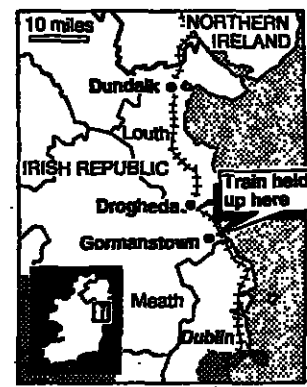 10 miles
NORTHERN
IRELAND
Dundalk
Louth
IRISH REPUBLIC
Train held
up here
Drogheda
Gormanstown
Meath
Dublin